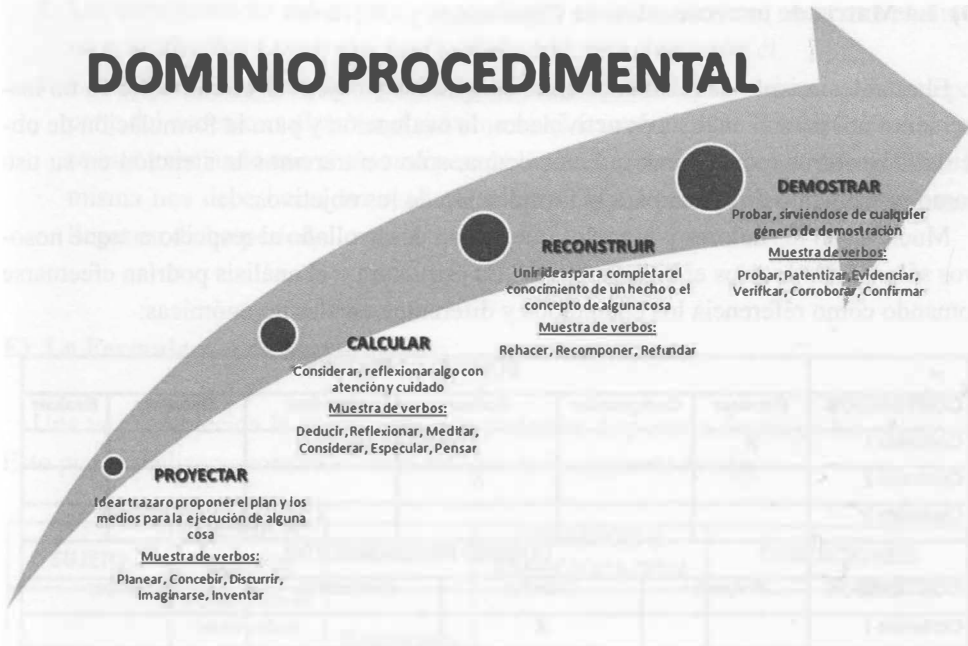 DOMINIO PROCEDIMENTAL
DEMOSTRAR
Probar, sirviéndose de cualquier
género de demostración
Muestra de verbos:
Probar, Patentizar, Evidenciar,
Verificar, Corroborar, Confirmar
RECONSTRUIR
Unir ideas para completar el
conocimiento de un hecho o el
concepto de alguna cosa
Muestra de verbos:
Rehacer, Recomponer, Refundar
CALCULAR
Considerar, reflexionar algo con
atención y cuidado
Muestra de verbos:
Deducir, Reflexionar, Meditar,
Considerar, Especular, Pensar
PROYECTAR
Idear trazar o proponer el plan y los
medios para la ejecución de alguna
cosa
Muestra de verbos:
Planear, Concebir, Discurrir,
Imaginarse, Inventar